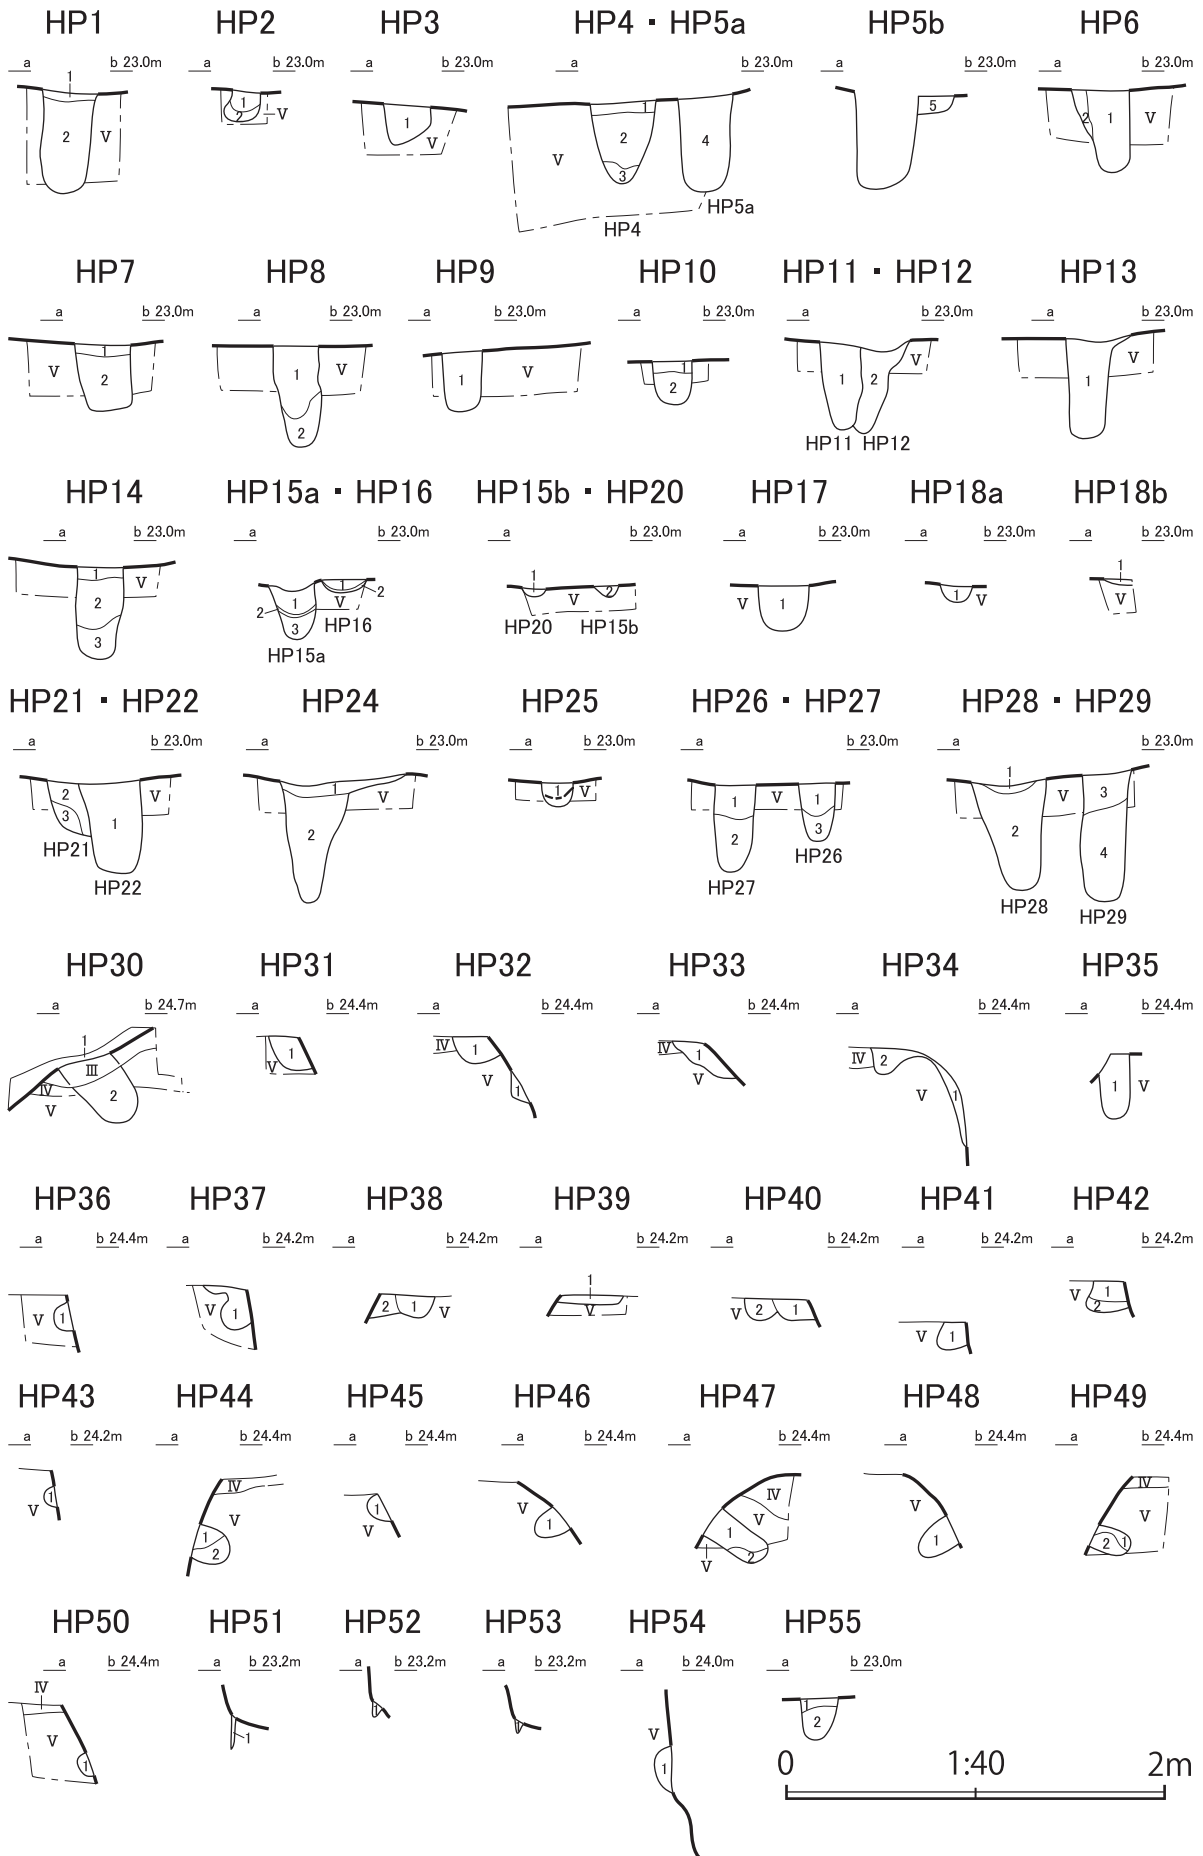 HP1 HP2 HP3 HP4・HP5a HP5b HP6
a b 23.0m a b 23.0m a b 23.0m a b 23.0m a b 23.0m a b 23.0m
1 2 V
1 2 V
1 V
V 1 2 3 4 HP4 HP5a
5
2 1 V
HP7 HP8 HP9 HP10 HP11・HP12 HP13
a b 23.0m a b 23.0m a b 23.0m a b 23.0m a b 23.0m a b 23.0m
V 1 2
1 V 2
1 V
1 2
1 2 V HP11 HP12
V 1
HP14 HP15a・HP16 HP15b・HP20 HP17 HP18a HP18b
a b 23.0m a b 23.0m a b 23.0m a b 23.0m a b 23.0m a b 23.0m
1 V 2 3
1 1 2 V 2 3 HP16 HP15a
1 V 2 HP20 HP15b
V 1
1 V
1 V
HP21・HP22 HP24 HP25 HP26・HP27 HP28・HP29
a b 23.0m a b 23.0m a b 23.0m a b 23.0m a b 23.0m
2 3 1 V HP21 HP22
1 V 2
1 V
1 V 1 2 3 HP26 HP27
1 V 3 2 4 HP28 HP29
HP30 HP31 HP32 HP33 HP34 HP35
a b 24.7m a b 24.4m a b 24.4m a b 24.4m a b 24.4m a b 24.4m
1 III IV V 2
1 V
IV 1 V 1
IV 1 V
IV 2 V 1
1 V
HP36 HP37 HP38 HP39 HP40 HP41 HP42
a b 24.4m a b 24.2m a b 24.2m a b 24.2m a b 24.2m a b 24.2m a b 24.2m
V 1
V 1
2 1 V
1 V
V 2 1
V 1
V 1 2
HP43 HP44 HP45 HP46 HP47 HP48 HP49
a b 24.2m a b 24.4m a b 24.4m a b 24.4m a b 24.4m a b 24.4m a b 24.4m
1 V
IV V 1 2
1 V
V 1
IV V 1 2 V
V 1
IV V 2 1
HP50 HP51 HP52 HP53 HP54 HP55
a b 24.4m a b 23.2m a b 23.2m a b 23.2m a b 24.0m a b 23.0m
IV V 1
1
1
1
V 1
1 2
0 1:40 2m